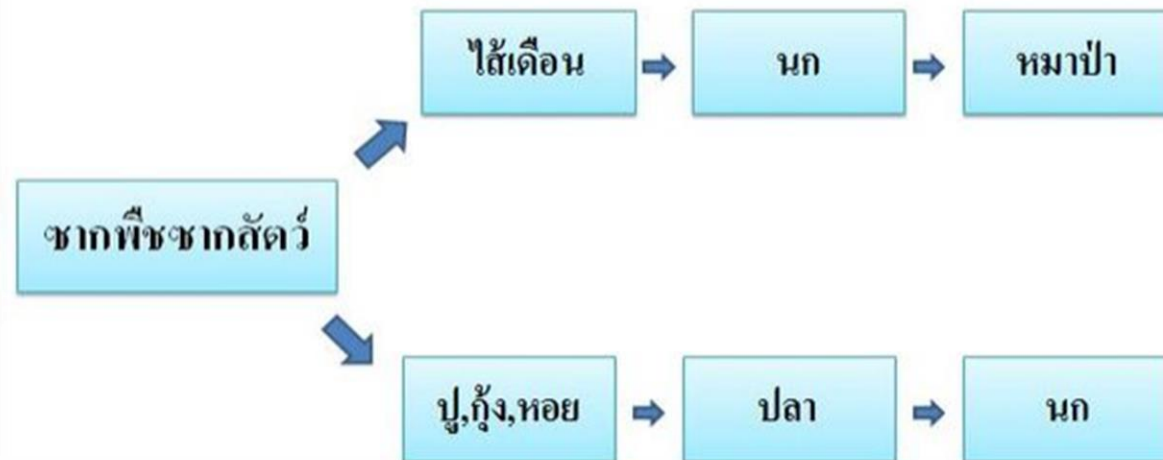 ไส้เดือน
นก
หมาป่า
ซากพืชซากสัตว์
ปู,กุ้ง,หอย
ปลา
นก